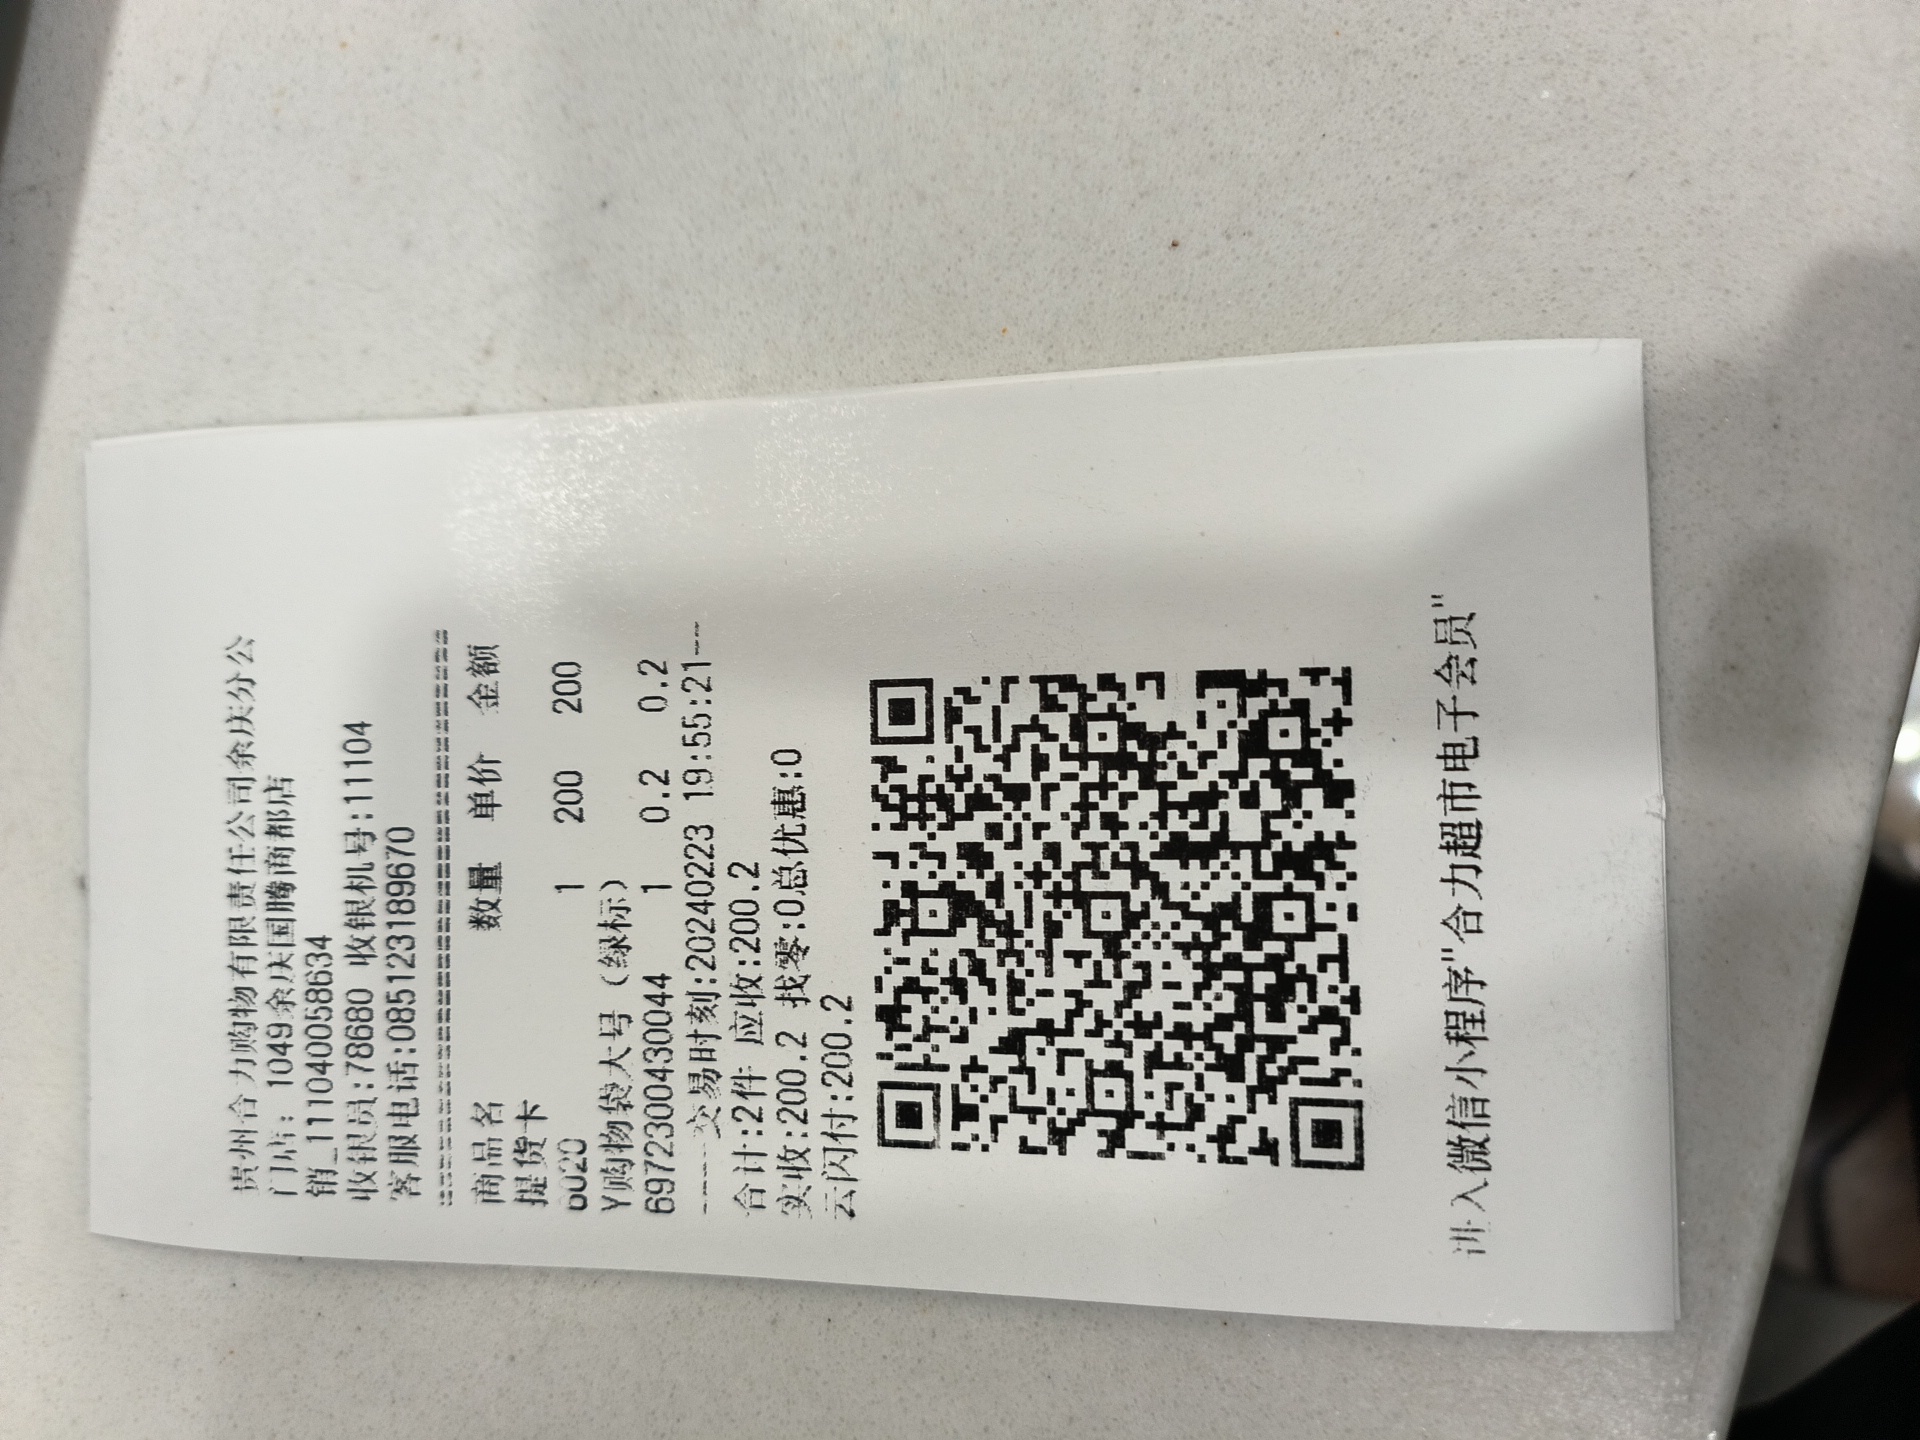 贵州合力购物有限责任公司余庆分公
门店: 1049余庆国腾商都店
销_111040058634
收银员:78680 收银机号:11104
客服电话:085123189670
================================
商品名 数量 单价 金额
提货卡
6020 1 200 200
Y购物袋大号（绿标）
6972300430044 1 0.2 0.2
----交易时刻:20240223 19:55:21--
合计:2件 应收:200.2
实收:200.2 找零:0总优惠:0
云闪付:200.2
进入微信小程序"合力超市电子会员"